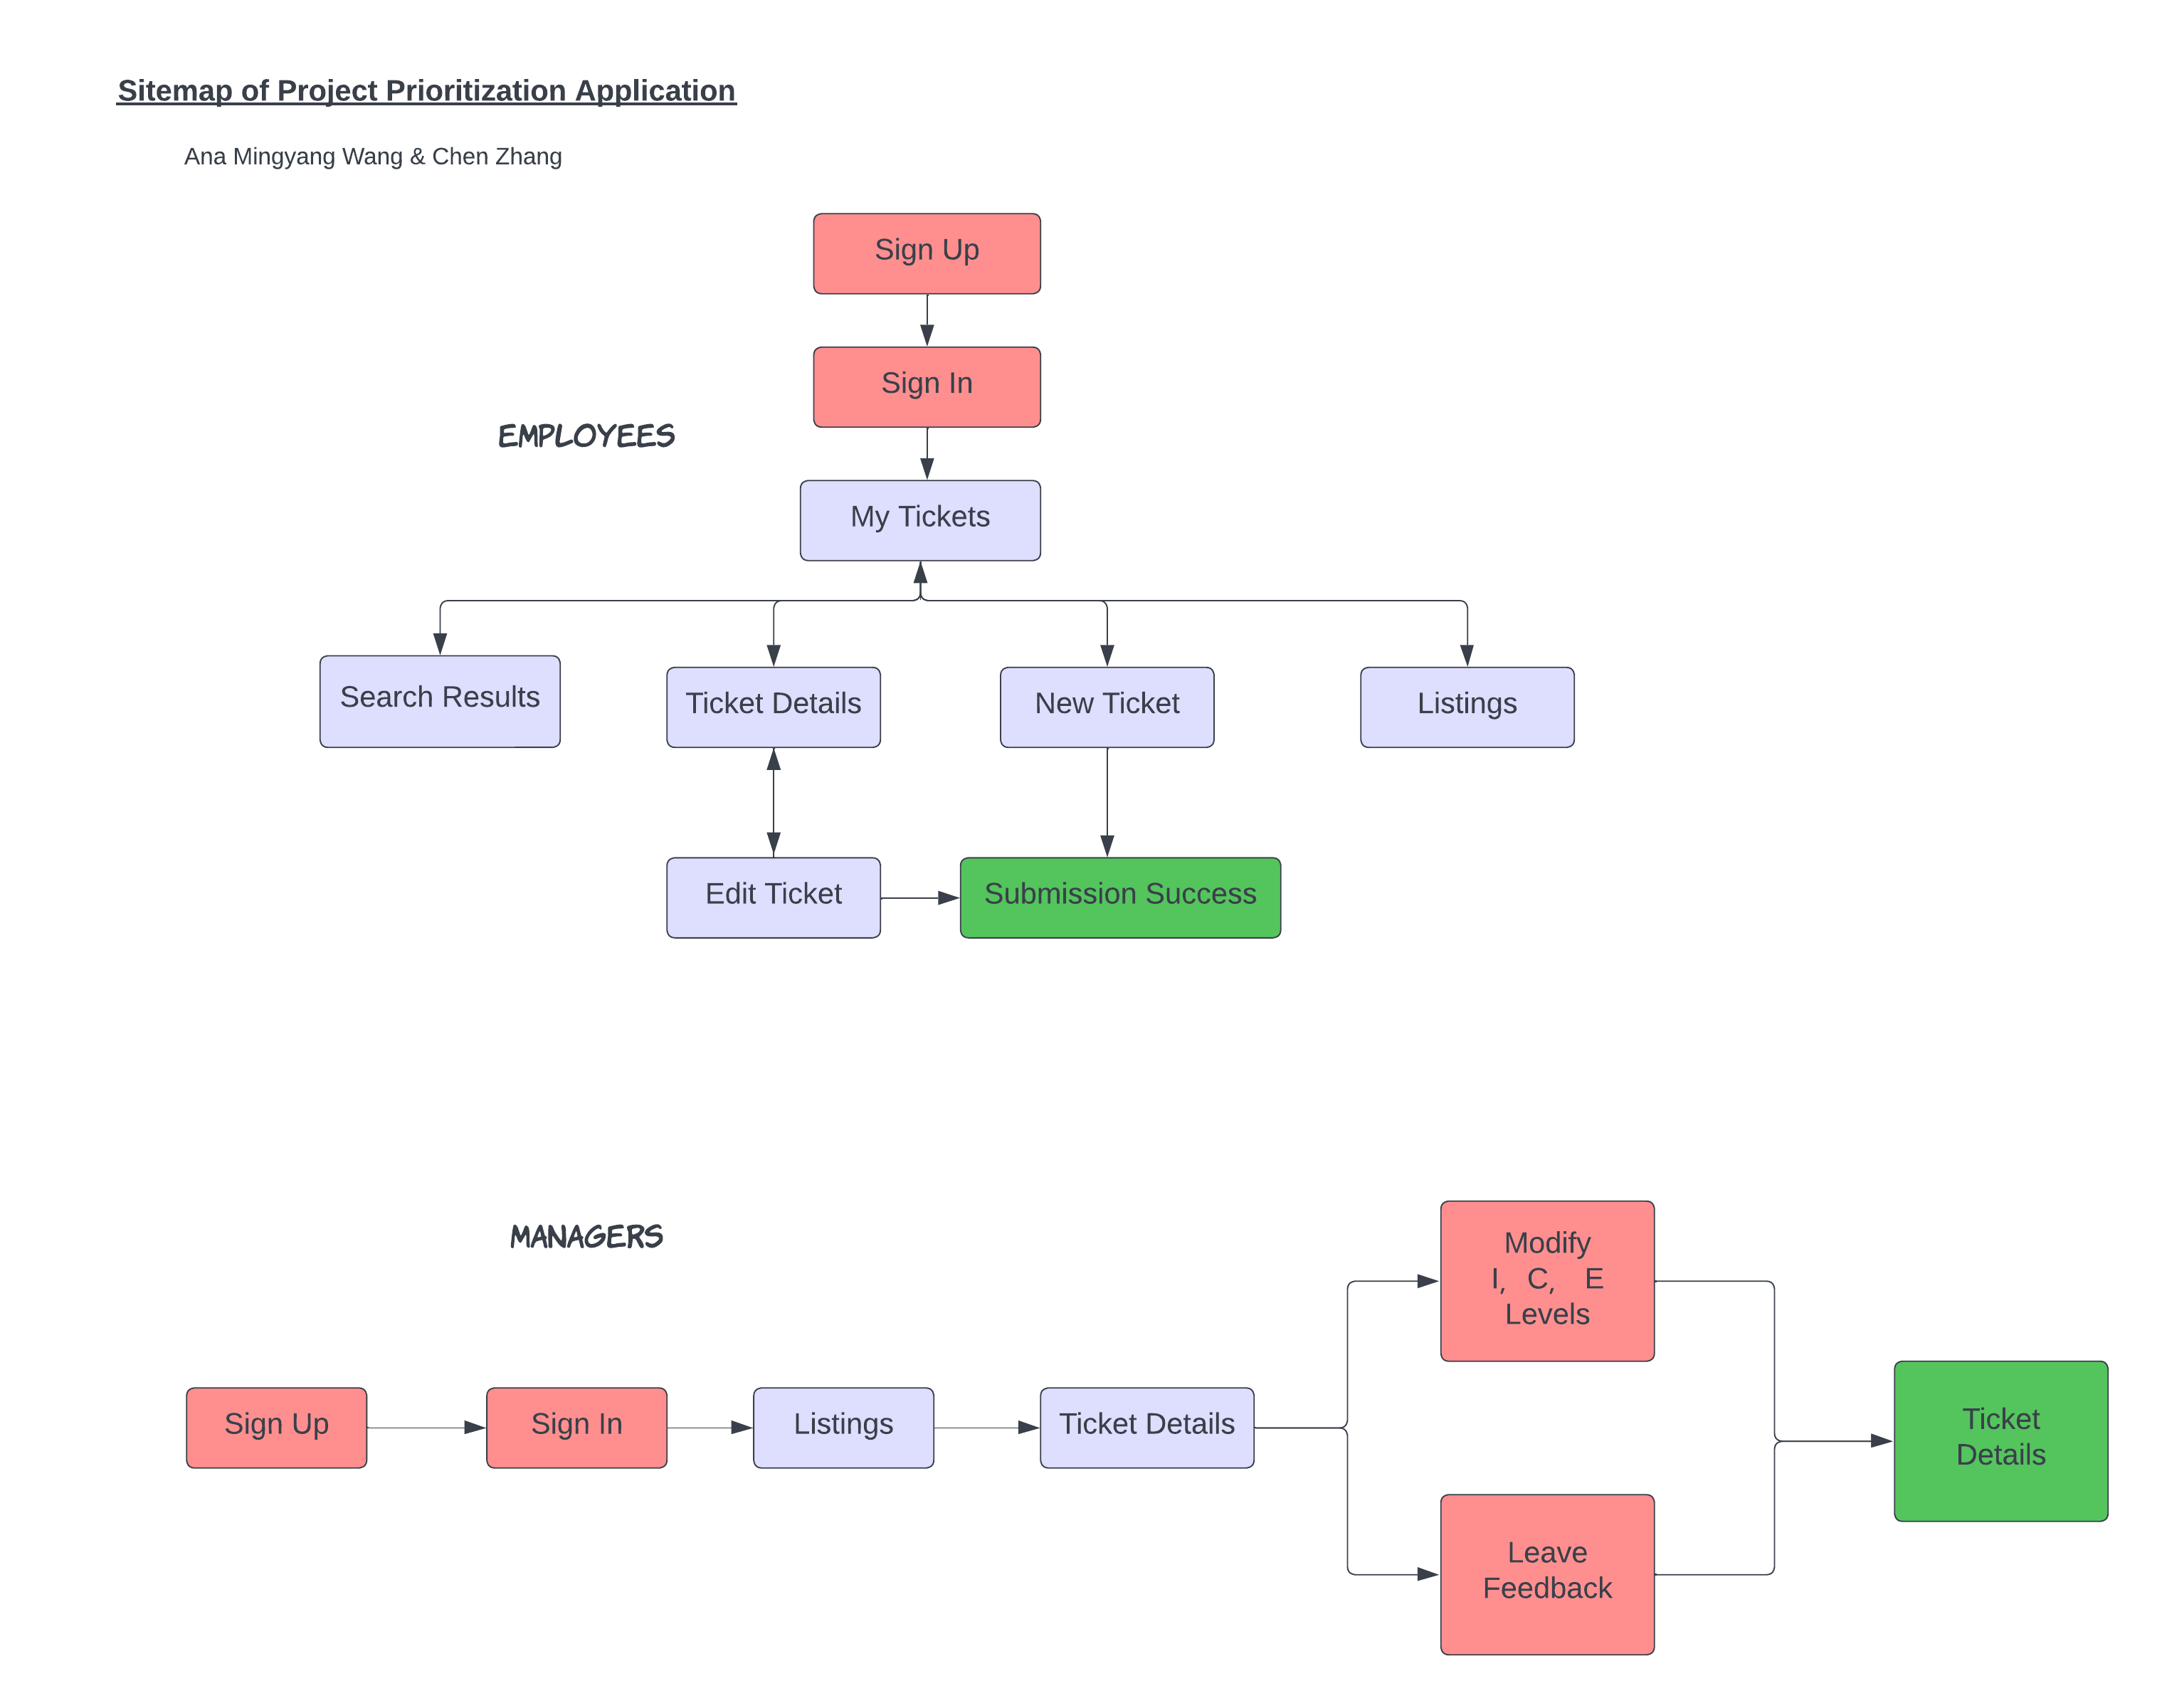 Sitemap of Project Prioritization Application
Ana Mingyang Wang & Chen Zhang
Sign Up
Sign In
EMPLOYEES
My Tickets
Search Results
Ticket Details
New Ticket
Listings
Edit Ticket
Submission Success
MANAGERS
Modify
I, C, E
Levels
Sign Up
Sign In
Listings
Ticket Details
Ticket
Details
Leave
Feedback